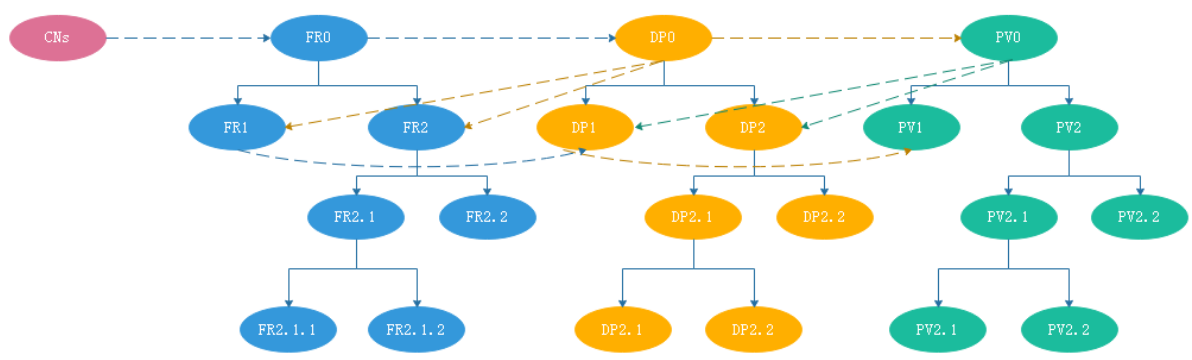 CNs FR0 DP0 PV0
FR1 FR2 DP1 DP2 PV1 PV2
FR2.1 FR2.2 DP2.1 DP2.2 PV2.1 PV2.2
FR2.1.1 FR2.1.2 DP2.1 DP2.2 PV2.1 PV2.2